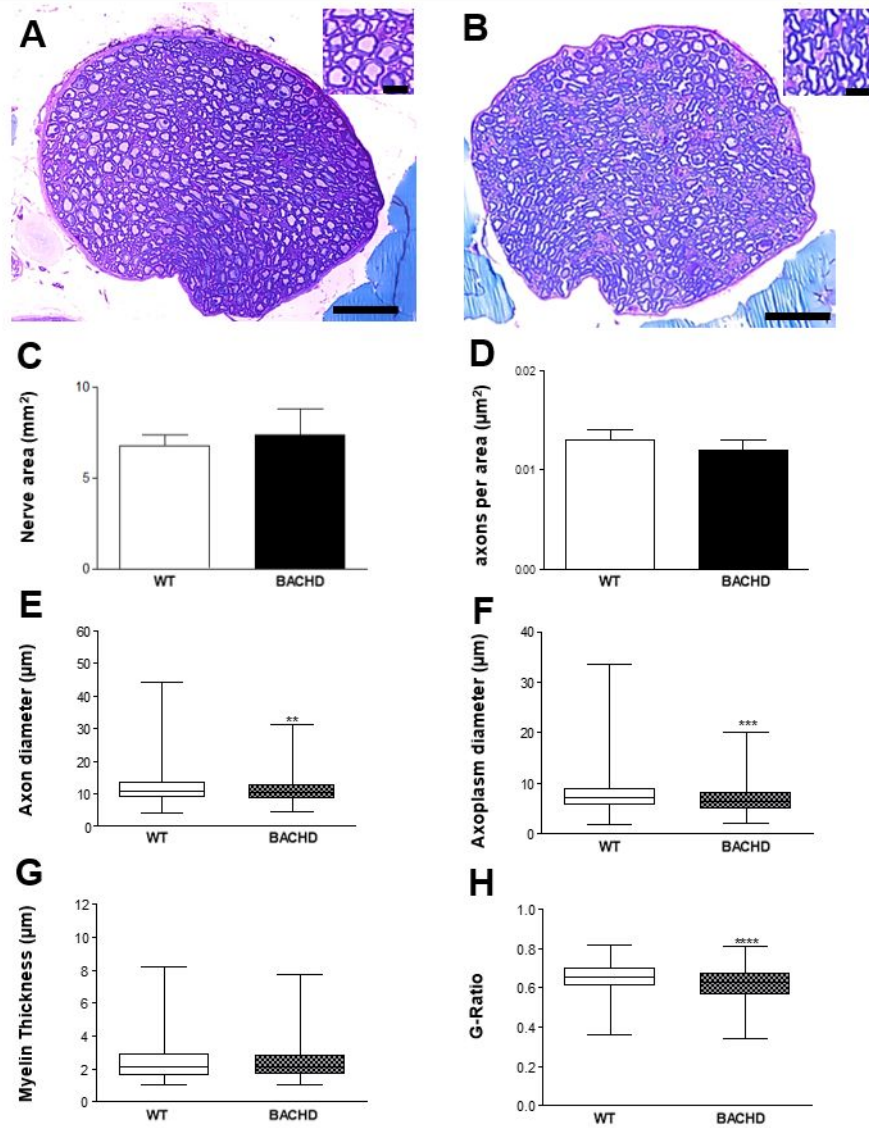 A
B
C
Nerve area (mm²)
10
5
0
WT
BACHD
D
axons per area (µm²)
0.02
0.01
0.00
WT
BACHD
E
Axon diameter (µm)
60
50
40
30
20
10
0
**
WT
BACHD
F
Axoplasm diameter (µm)
40
30
20
10
0
***
WT
BACHD
G
Myelin Thickness (µm)
12
10
8
6
4
2
0
WT
BACHD
H
G-Ratio
1.0
0.8
0.6
0.4
0.2
0.0
****
WT
BACHD